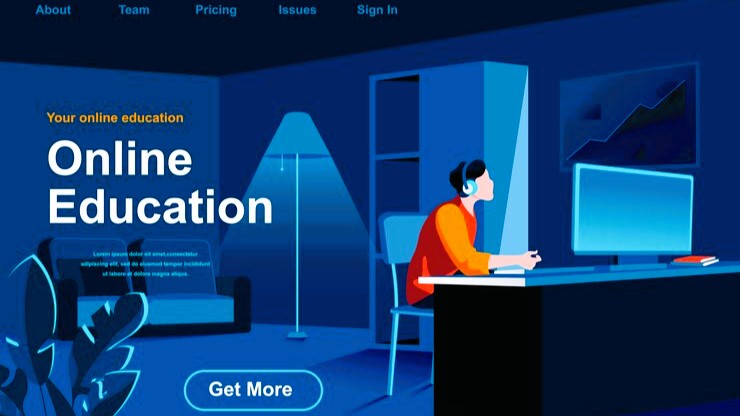 About Team Pricing Issues Sign In
Your online education
Online
Education
Lorem ipsum dolor sit amet,consectetur
adipiscing elit, sed do eiusmod tempor incididunt
ut labore et dolore magna aliqua.
Get More